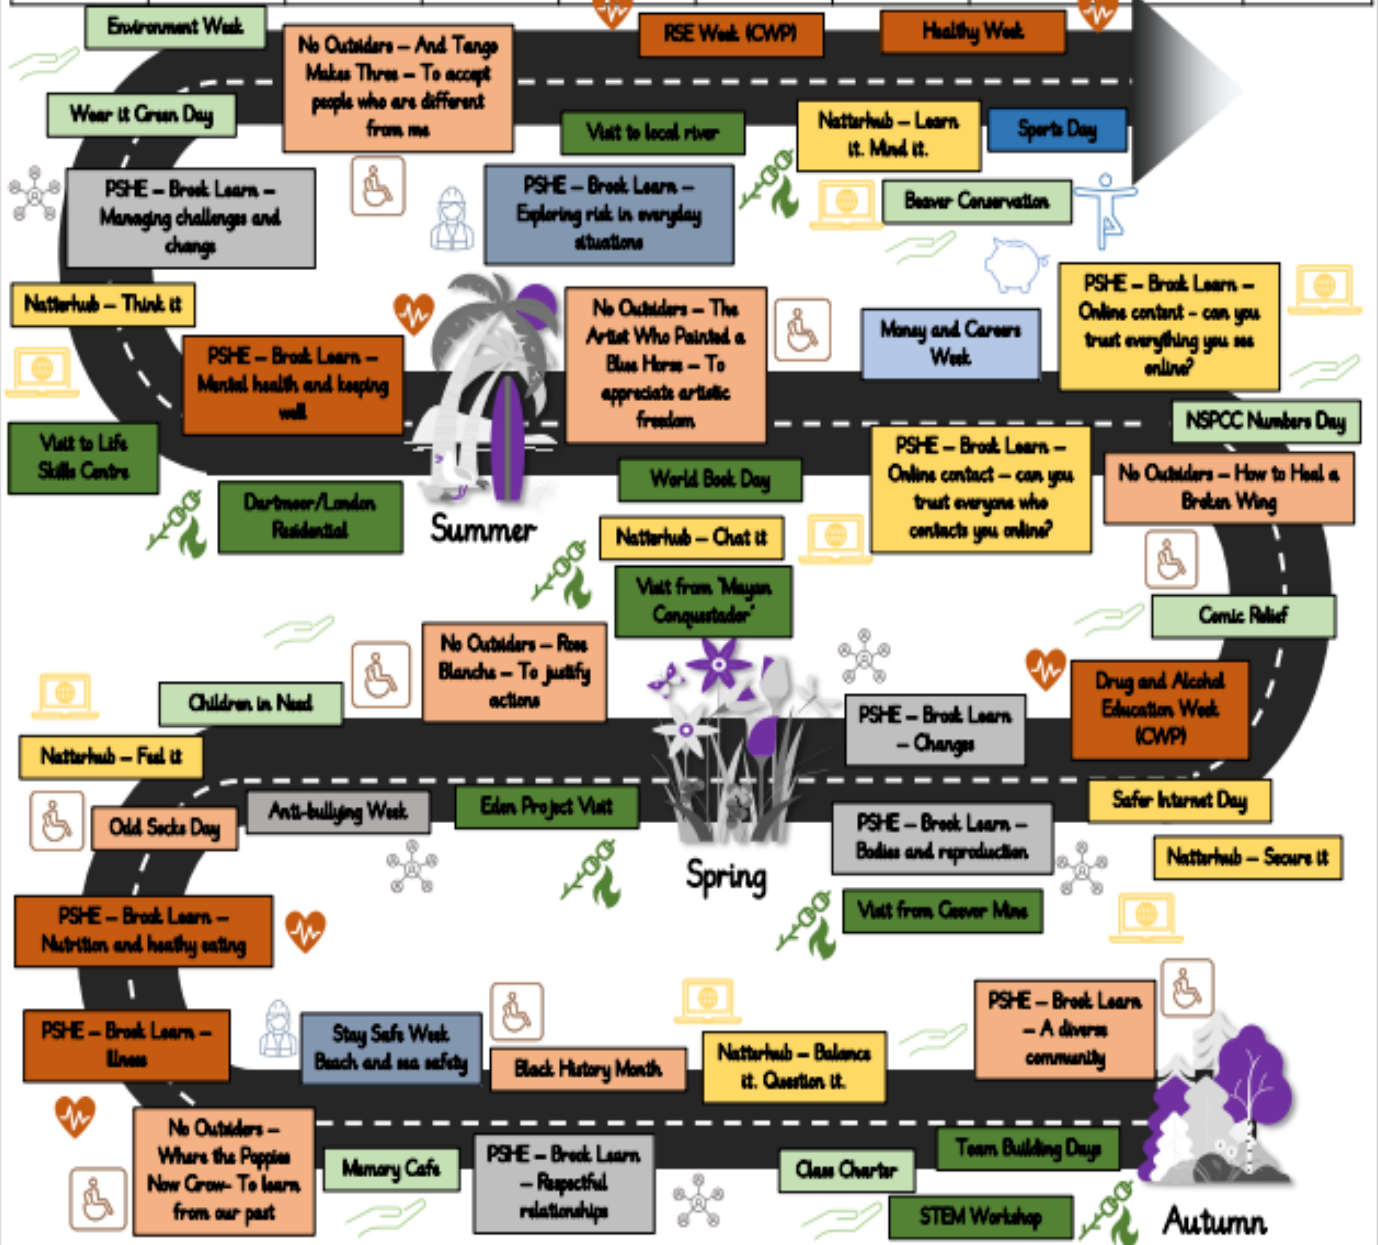 Environment Week
No Outsiders – And Tango
Makes Three – To accept
people who are different
from me
RSE Week (CWP)
Healthy Week
Wear it Green Day
Visit to local river
Natterhub – Learn
it. Mind it.
Sports Day
PSHE – Brook Learn –
Managing challenges and
change
PSHE – Brook Learn –
Exploring risk in everyday
situations
Beaver Conservation
Natterhub – Think it
PSHE – Brook Learn –
Mental health and keeping
well
No Outsiders – The
Artist Who Painted a
Blue Horse – To
appreciate artistic
freedom
Money and Careers
Week
PSHE – Brook Learn –
Online content – can you
trust everything you see
online?
NSPCC Numbers Day
Visit to Life
Skills Centre
Dartmoor/London
Residential
Summer
World Book Day
PSHE – Brook Learn –
Online contact – can you
trust everyone who
contacts you online?
No Outsiders – How to Heal a
Broken Wing
Natterhub – Chat it
Visit from 'Mayan
Conquestador'
Comic Relief
No Outsiders – Rose
Blanche – To justify
actions
Children in Need
PSHE – Brook Learn
– Changes
Drug and Alcohol
Education Week
(CWP)
Natterhub – Feel it
Odd Socks Day
Anti-bullying Week
Eden Project Visit
Spring
PSHE – Brook Learn –
Bodies and reproduction
Safer Internet Day
Natterhub – Secure it
Visit from Geevor Mine
PSHE – Brook Learn –
Nutrition and heathy eating
PSHE – Brook Learn –
Illness
Stay Safe Week
Beach and sea safety
Black History Month
Natterhub – Balance
it. Question it.
PSHE – Brook Learn
– A diverse
community
No Outsiders –
Where the Poppies
Now Grow- To learn
from our past
Memory Cafe
PSHE – Brook Learn
– Respectful
relationships
Class Charter
Team Building Days
STEM Workshop
Autumn